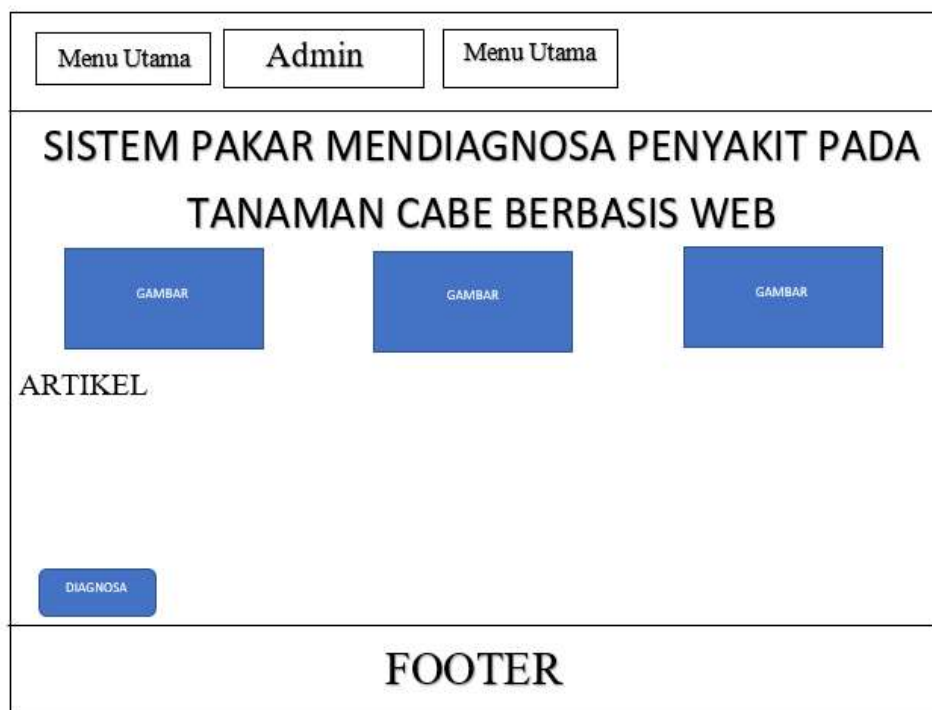 Menu Utama
Admin
Menu Utama
SISTEM PAKAR MENDIAGNOSA PENYAKIT PADA
TANAMAN CABE BERBASIS WEB
GAMBAR
GAMBAR
GAMBAR
ARTIKEL
DIAGNOSA
FOOTER